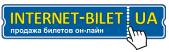 INTERNET-BILET UA
продажа билетов он-лайн